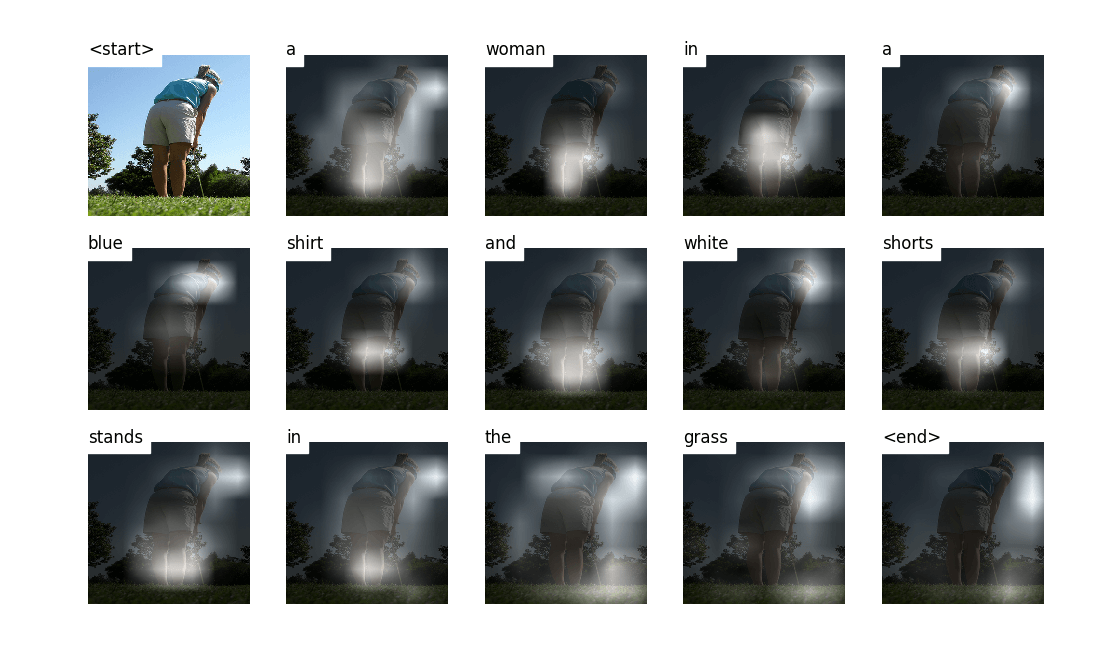 <start> a woman in a
blue shirt and white shorts
stands in the grass <end>